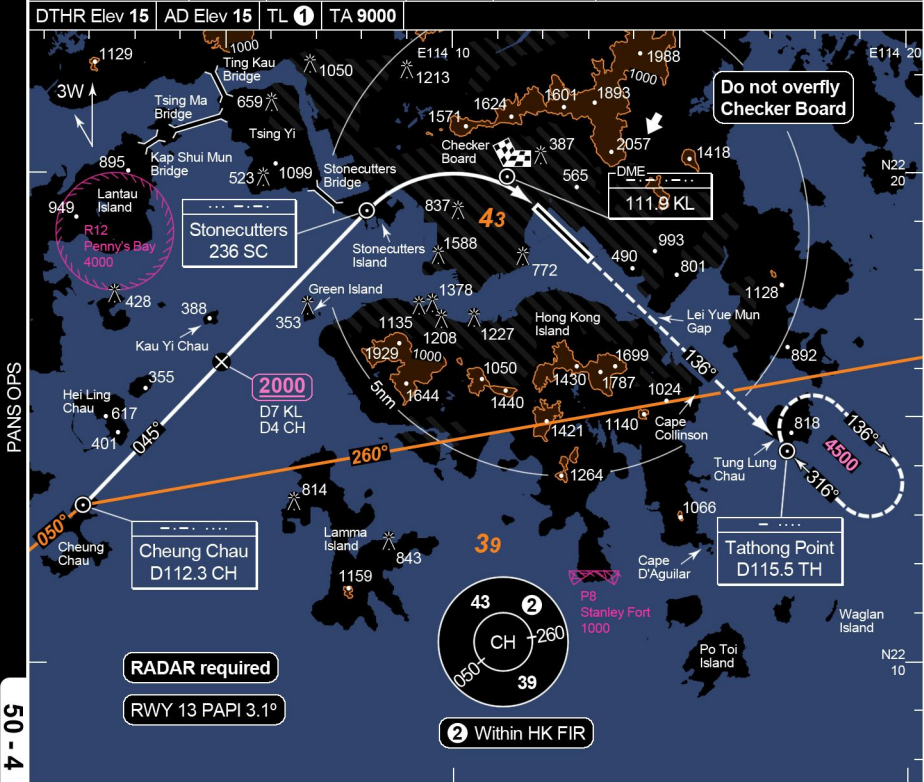 DTHR Elev 15 AD Elev 15 TL 1 TA 9000
1129
1000
Ting Kau
Bridge
1050
E114 10
1213
1988
1000
E114 20
3W
Tsing Ma
Bridge
659
1571
1624
1601
1893
Do not overfly
Checker Board
Tsing Yi
Checker
Board
387
2057
1418
895
Kap Shui Mun
Bridge
523
1099
Stonecutters
Bridge
565
DME
111.9 KL
N22
20
Lantau
Island
949
R12
Penny's Bay
4000
Stonecutters
236 SC
837
43
Stonecutters
Island
1588
772
490
993
801
428
388
Green Island
353
1378
1135
1208
1227
Hong Kong
Island
1128
Lei Yue Mun
Gap
Kau Yi Chau
1929
1000
1050
1430
1699
1787
892
136°
355
2000
D7 KL
D4 CH
1644
1440
1024
Hei Ling
Chau
617
401
045°
5nm
1421
1140
Cape
Collinson
818
136°
4500
316°
260°
Tung Lung
Chau
1264
050°
Cheung
Chau
814
1066
Cheung Chau
D112.3 CH
Lamma
Island
843
39
Cape
D'Aguilar
Tathong Point
D115.5 TH
1159
P8
Stanley Fort
1000
43
2
CH
260
050
39
Waglan
Island
Po Toi
Island
N22
10
RADAR required
RWY 13 PAPI 3.1º
2 Within HK FIR
PANS OPS
50 - 4